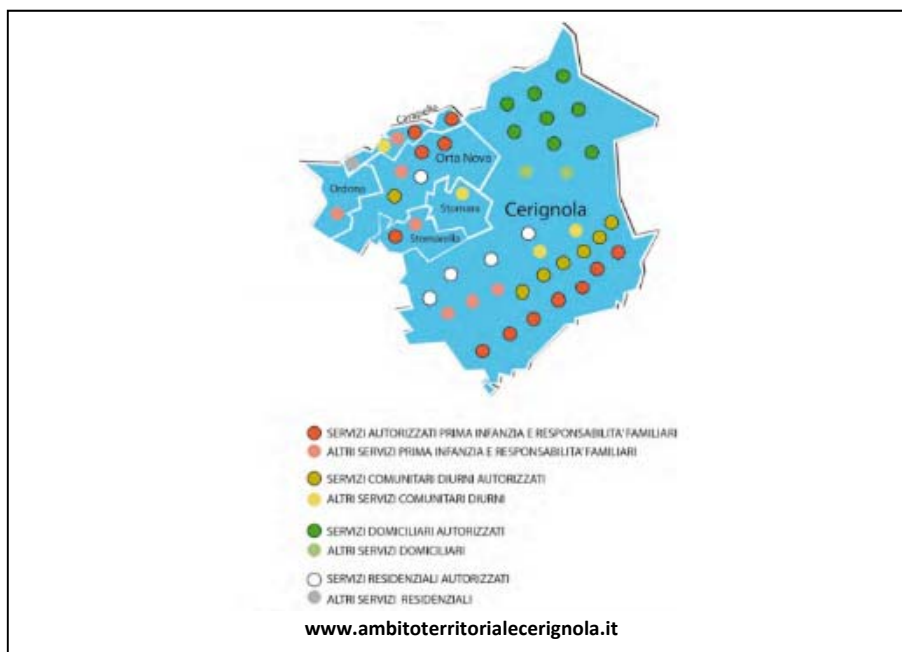 Carapelle
Orta Nova
Ordona
Stornara
Cerignola
Stornarella
SERVIZI AUTORIZZATI PRIMA INFANZIA E RESPONSABILITA' FAMILIARI
ALTRI SERVIZI PRIMA INFANZIA E RESPONSABILITA' FAMILIARI
SERVIZI COMUNITARI DIURNI AUTORIZZATI
ALTRI SERVIZI COMUNITARI DIURNI
SERVIZI DOMICILIARI AUTORIZZATI
ALTRI SERVIZI DOMICILIARI
SERVIZI RESIDENZIALI AUTORIZZATI
ALTRI SERVIZI RESIDENZIALI
www.ambitoterritorialecerignola.it